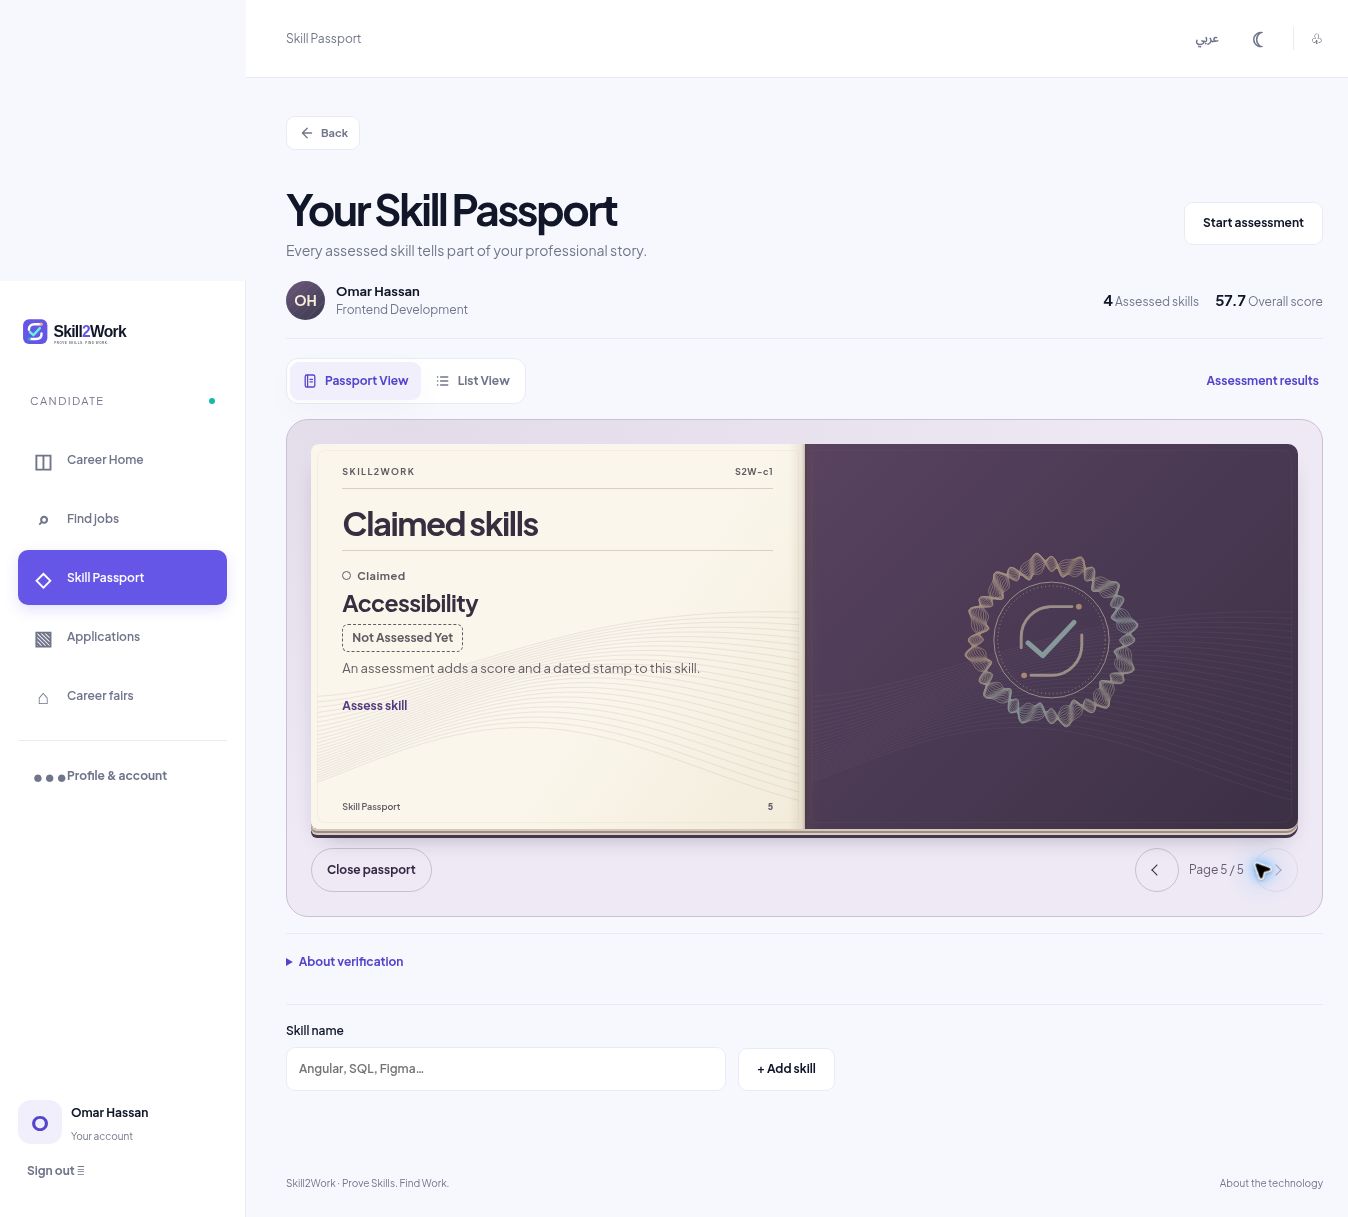 Skill Passport
عربي
Back
Your Skill Passport
Every assessed skill tells part of your professional story.
Start assessment
OH
Omar Hassan
Frontend Development
4 Assessed skills
57.7 Overall score
Passport View
List View
Assessment results
Skill2Work
PROVE SKILLS. FIND WORK.
CANDIDATE
Career Home
Find jobs
Skill Passport
Applications
Career fairs
Profile & account
SKILL2WORK
S2W-c1
Claimed skills
Claimed
Accessibility
Not Assessed Yet
An assessment adds a score and a dated stamp to this skill.
Assess skill
Skill Passport
5
Close passport
Page 5 / 5
About verification
Skill name
Angular, SQL, Figma…
+ Add skill
O
Omar Hassan
Your account
Sign out
Skill2Work · Prove Skills. Find Work.
About the technology